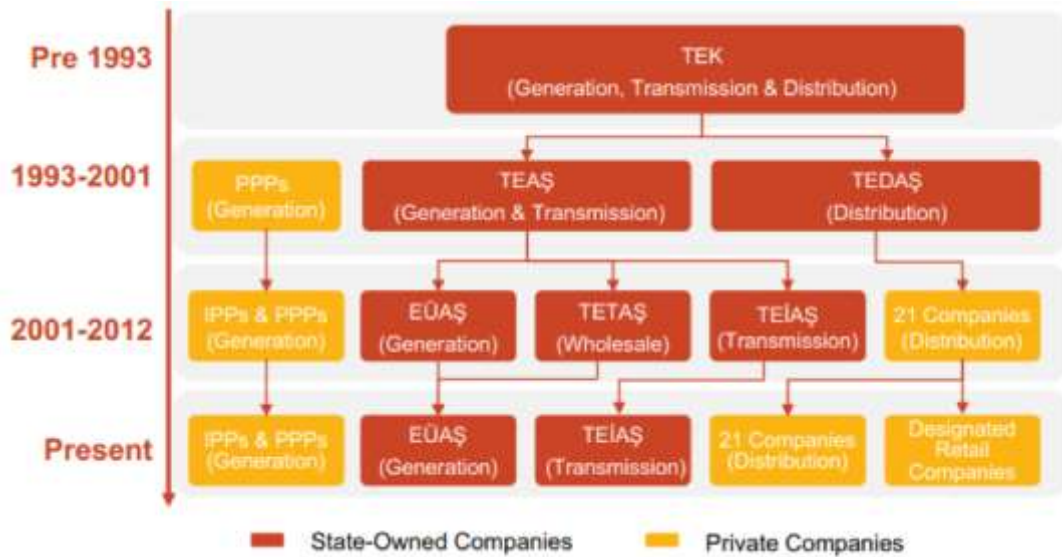 Pre 1993
TEK
(Generation, Transmission & Distribution)
1993-2001
PPPs
(Generation)
TEAŞ
(Generation & Transmission)
TEDAŞ
(Distribution)
2001-2012
IPPs & PPPs
(Generation)
EÜAŞ
(Generation)
TETAŞ
(Wholesale)
TEİAŞ
(Transmission)
21 Companies
(Distribution)
Present
IPPs & PPPs
(Generation)
EÜAŞ
(Generation)
TEİAŞ
(Transmission)
21 Companies
(Distribution)
Designated
Retail
Companies
State-Owned Companies
Private Companies